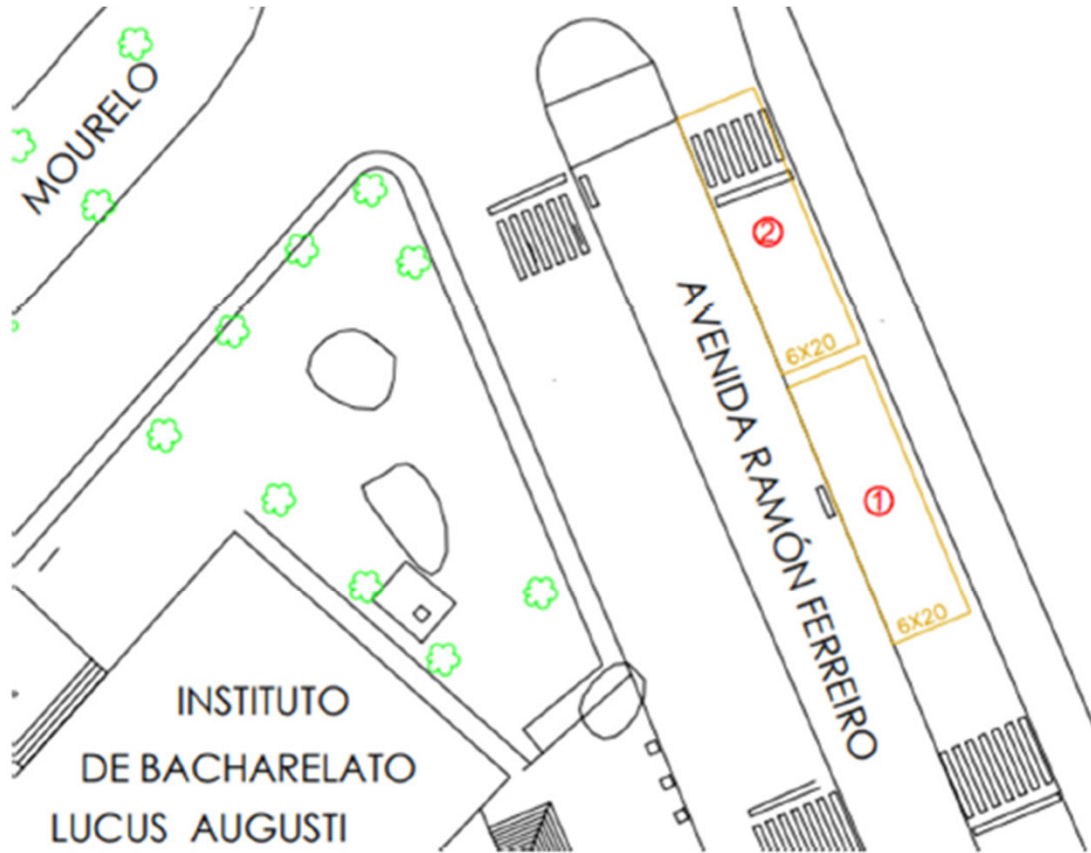 MOURELO
②
6X20
AVENIDA RAMÓN FERREIRO
①
6X20
INSTITUTO
DE BACHARELATO
LUCUS AUGUSTI